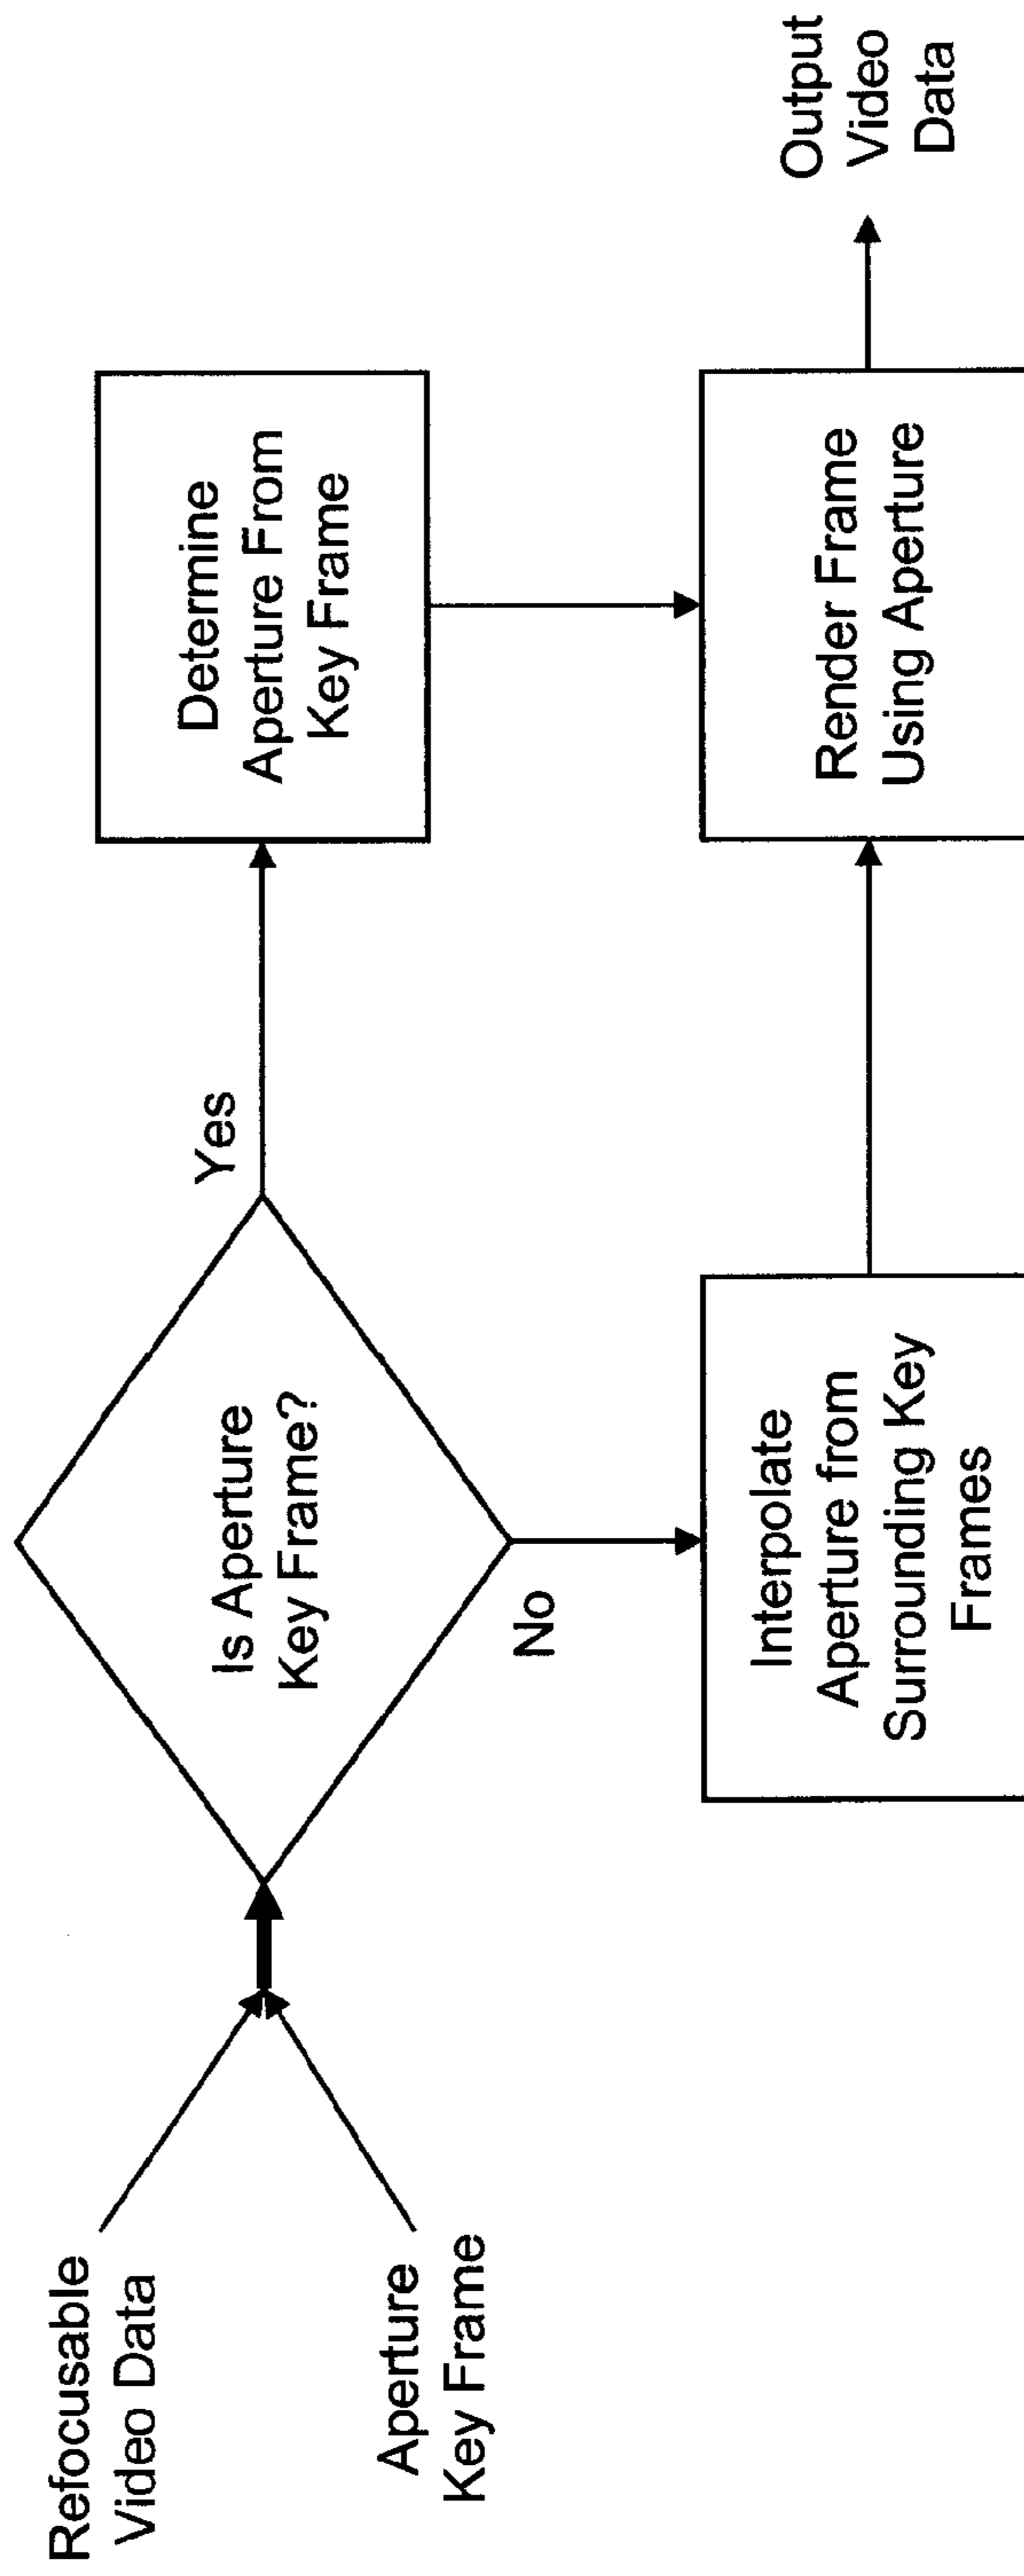 Refocusable
Video Data
Aperture
Key Frame
Is Aperture
Key Frame?
Yes
No
Determine
Aperture From
Key Frame
Interpolate
Aperture from
Surrounding Key
Frames
Render Frame
Using Aperture
Output
Video
Data